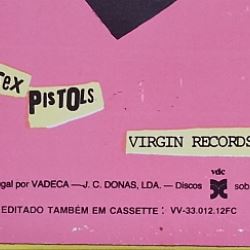 Sex
PISTOLS
VIRGIN RECORDS
vdc
gal por VADECA — J. C. DONAS, LDA. — Discos
sob
EDITADO TAMBÉM EM CASSETTE : VV-33.012.12FC